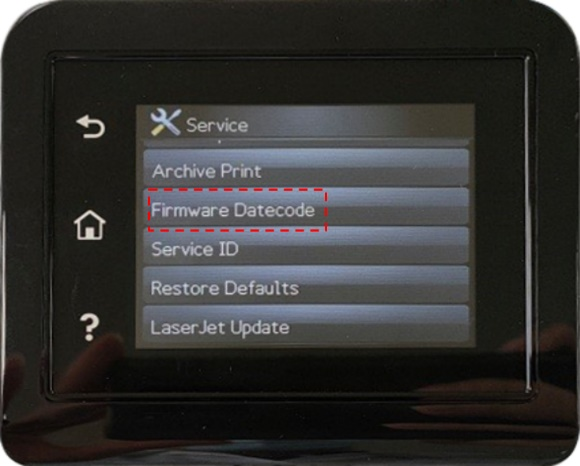 Service
Archive Print
Firmware Datecode
Service ID
Restore Defaults
LaserJet Update
?